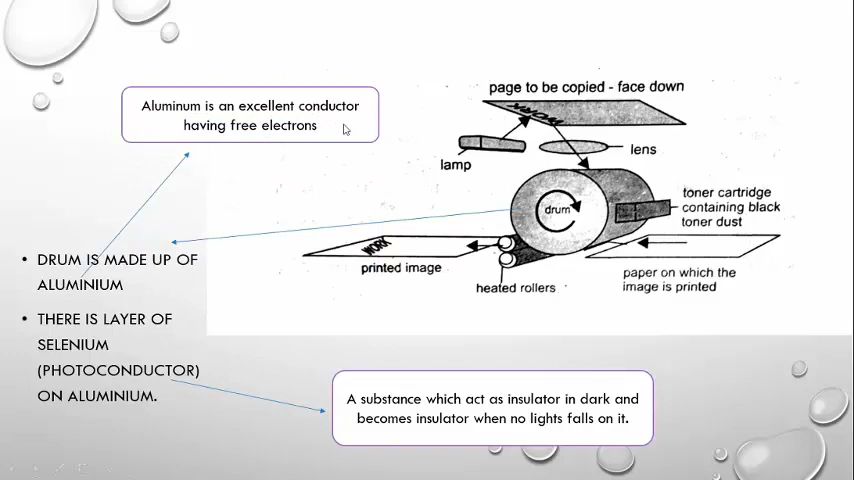 Aluminum is an excellent conductor
having free electrons
page to be copied - face down
WORK
lamp
lens
drum
toner cartridge
containing black
toner dust
WORK
printed image
heated rollers
paper on which the
image is printed
• DRUM IS MADE UP OF
ALUMINIUM
• THERE IS LAYER OF
SELENIUM
(PHOTOCONDUCTOR)
ON ALUMINIUM.
A substance which act as insulator in dark and
becomes insulator when no lights falls on it.